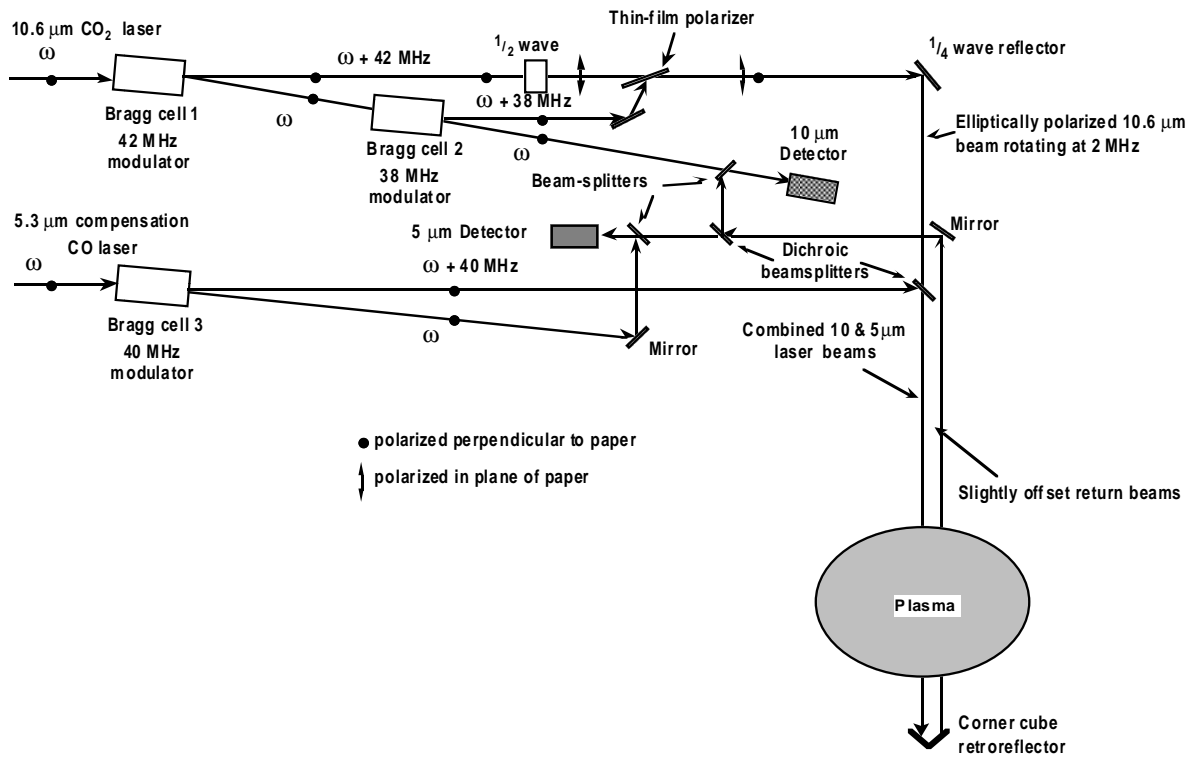 Thin-film polarizer
10.6 μm CO₂ laser
ω
1/2 wave
ω + 42 MHz
1/4 wave reflector
Bragg cell 1
42 MHz
modulator
ω
ω + 38 MHz
Bragg cell 2
38 MHz
modulator
ω
10 μm
Detector
Elliptically polarized 10.6 μm
beam rotating at 2 MHz
Beam-splitters
5.3 μm compensation
CO laser
ω
5 μm Detector
Mirror
Dichroic
beamsplitters
ω + 40 MHz
Bragg cell 3
40 MHz
modulator
ω
Mirror
Combined 10 & 5μm
laser beams
polarized perpendicular to paper
polarized in plane of paper
Slightly offset return beams
Plasma
Corner cube
retroreflector